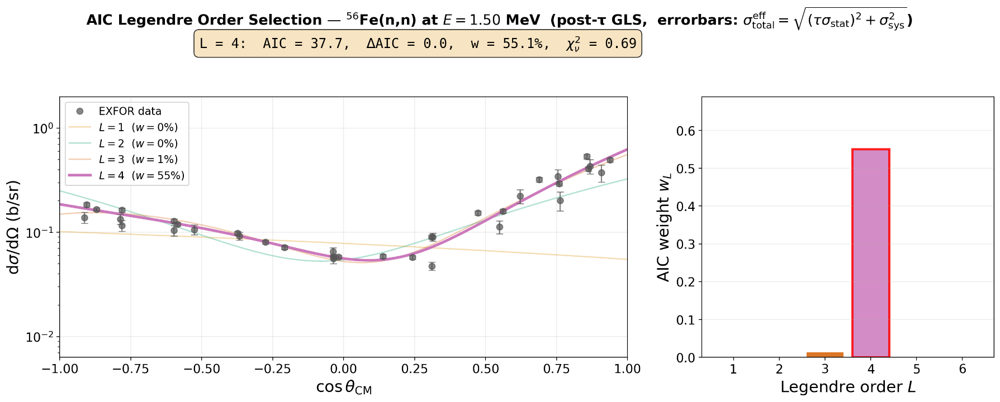 AIC Legendre Order Selection — ⁵⁶Fe(n,n) at E = 1.50 MeV (post-τ GLS, errorbars: σ_total^eff = √((τσ_stat)² + σ_sys²))
L = 4: AIC = 37.7, ΔAIC = 0.0, w = 55.1%, χ²_ν = 0.69
EXFOR data
L = 1 (w = 0%)
L = 2 (w = 0%)
L = 3 (w = 1%)
L = 4 (w = 55%)
dσ/dΩ (b/sr)
10⁰
10⁻¹
10⁻²
−1.00 −0.75 −0.50 −0.25 0.00 0.25 0.50 0.75 1.00
cos θ_CM
AIC weight w_L
0.6
0.5
0.4
0.3
0.2
0.1
0.0
1 2 3 4 5 6
Legendre order L